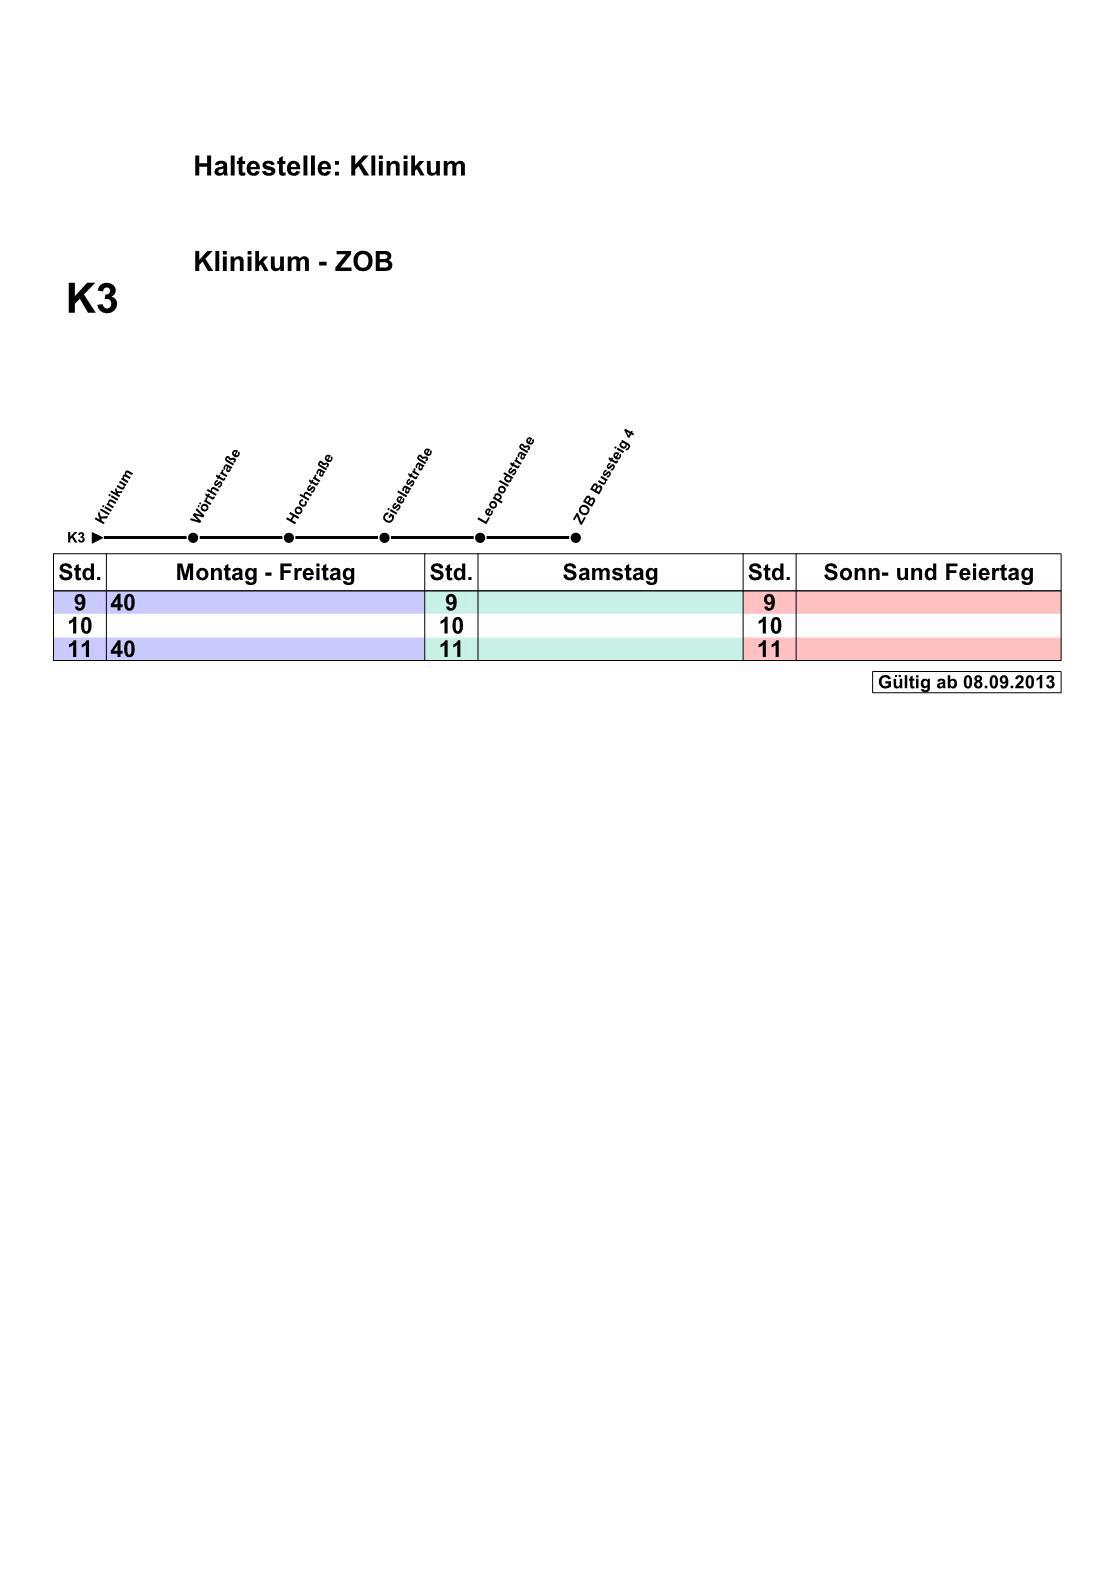 Haltestelle: Klinikum
Klinikum - ZOB
K3
Klinikum
Wörthstraße
Hochstraße
Giselastraße
Leopoldstraße
ZOB Bussteig 4
K3
Std. Montag - Freitag Std. Samstag Std. Sonn- und Feiertag
9 40 9 9
10 10 10
11 40 11 11
Gültig ab 08.09.2013